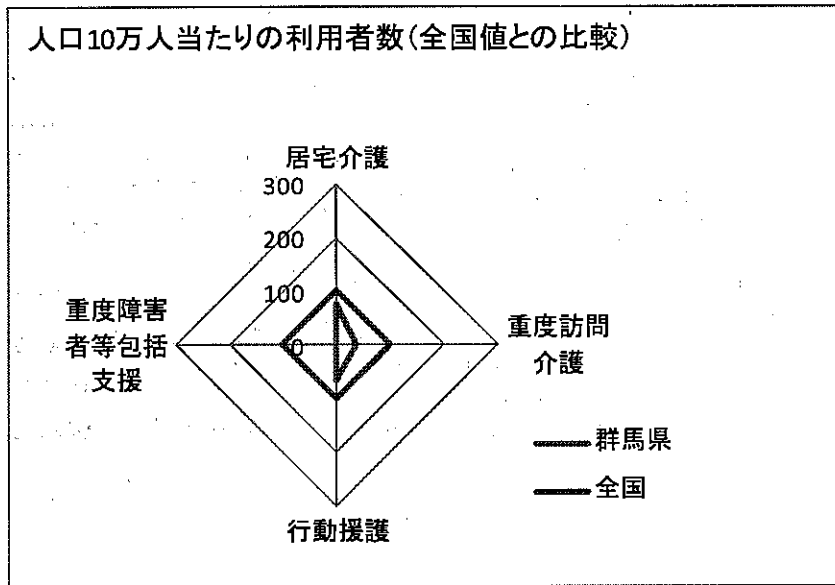 人口10万人当たりの利用者数(全国値との比較)
居宅介護
300
200
100
0
重度障害
者等包括
支援
重度訪問
介護
群馬県
全国
行動援護